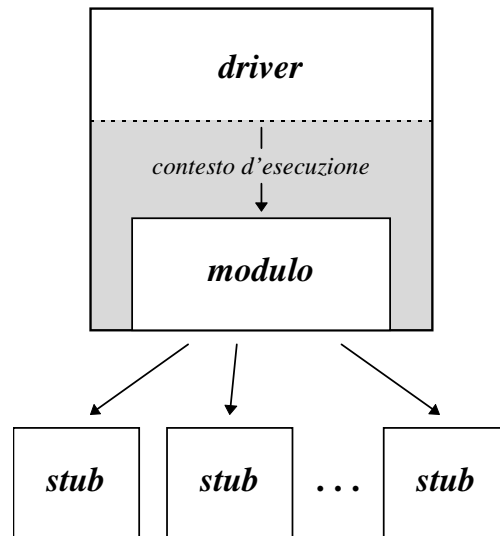 driver
contesto d'esecuzione
modulo
stub stub ... stub